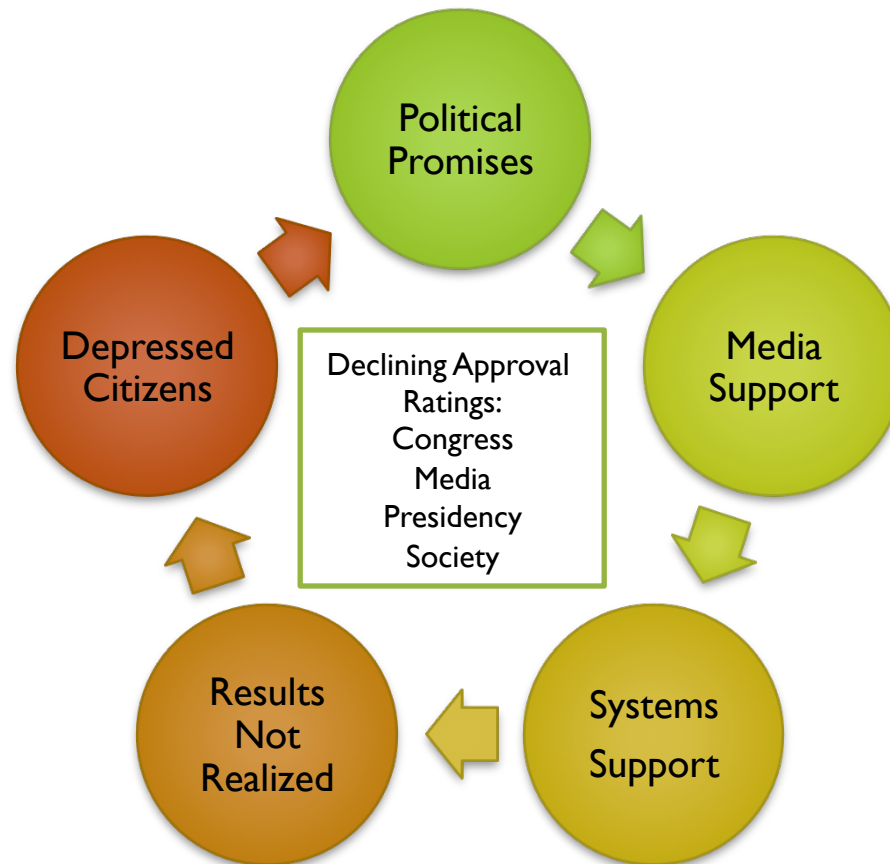 Political
Promises
Media
Support
Systems
Support
Results
Not
Realized
Depressed
Citizens
Declining Approval
Ratings:
Congress
Media
Presidency
Society